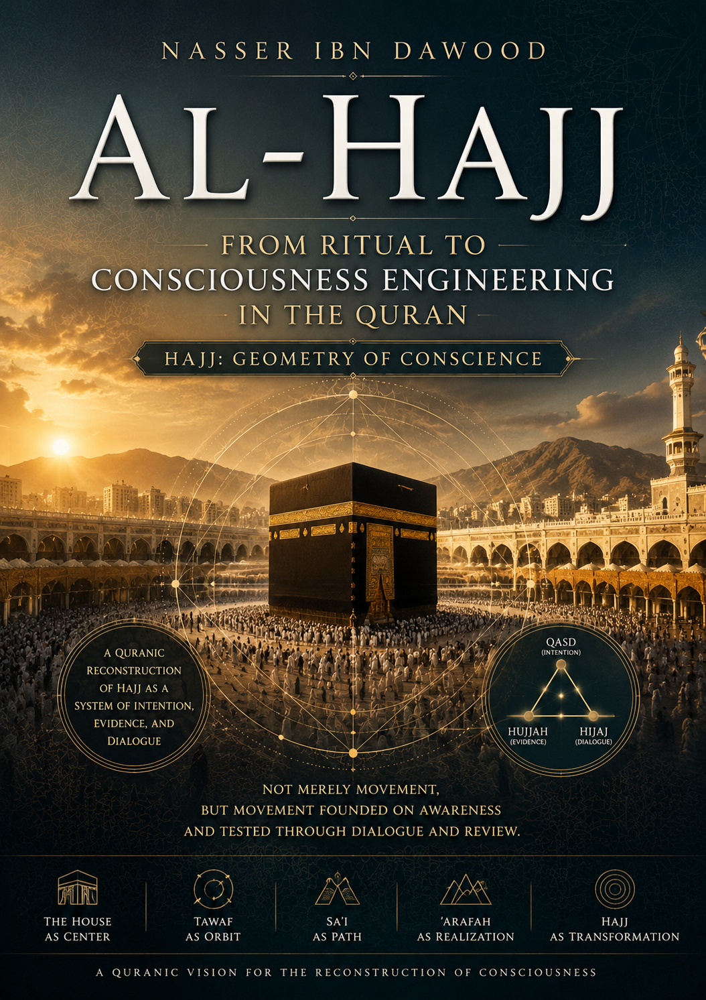 NASSER IBN DAWOOD
AL-HAJJ
FROM RITUAL TO
CONSCIOUSNESS ENGINEERING
IN THE QURAN
HAJJ: GEOMETRY OF CONSCIENCE
A QURANIC
RECONSTRUCTION
OF HAJJ AS A
SYSTEM OF INTENTION,
EVIDENCE, AND
DIALOGUE
QASD
(INTENTION)
HUJJAH
(EVIDENCE)
HIJAJ
(DIALOGUE)
NOT MERELY MOVEMENT,
BUT MOVEMENT FOUNDED ON AWARENESS
AND TESTED THROUGH DIALOGUE AND REVIEW.
THE HOUSE
AS CENTER
TAWAF
AS ORBIT
SA'I
AS PATH
'ARAFAH
AS REALIZATION
HAJJ
AS TRANSFORMATION
A QURANIC VISION FOR THE RECONSTRUCTION OF CONSCIOUSNESS